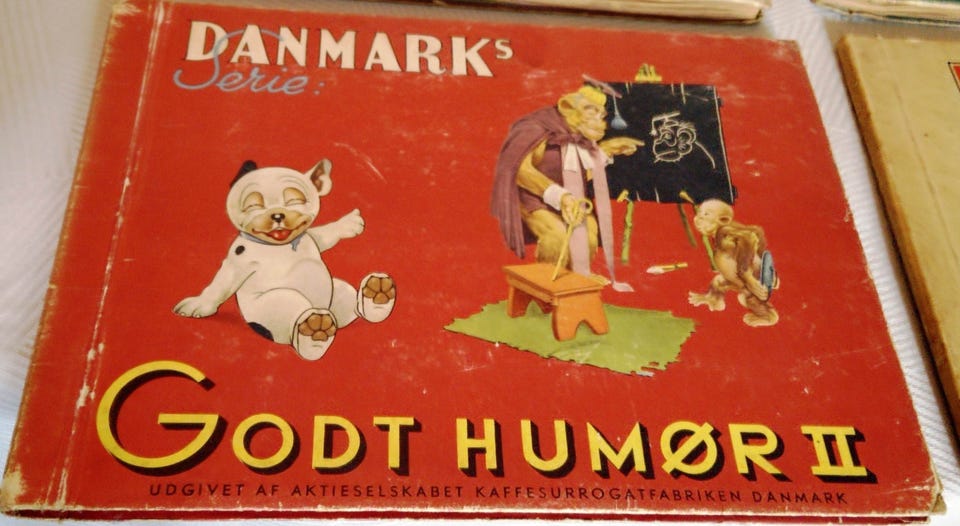 DANMARKS
Serie:
GODT HUMØR II
UDGIVET AF AKTIESELSKABET KAFFESURROGATFABRIKEN DANMARK